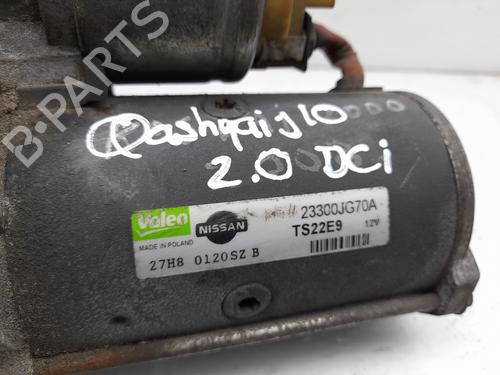 B-PARTS
Qashqai J10
2.0 DCi
Valeo
MADE IN POLAND
NISSAN
23300JG70A
TS22E9 12V
27H8 0120SZ B